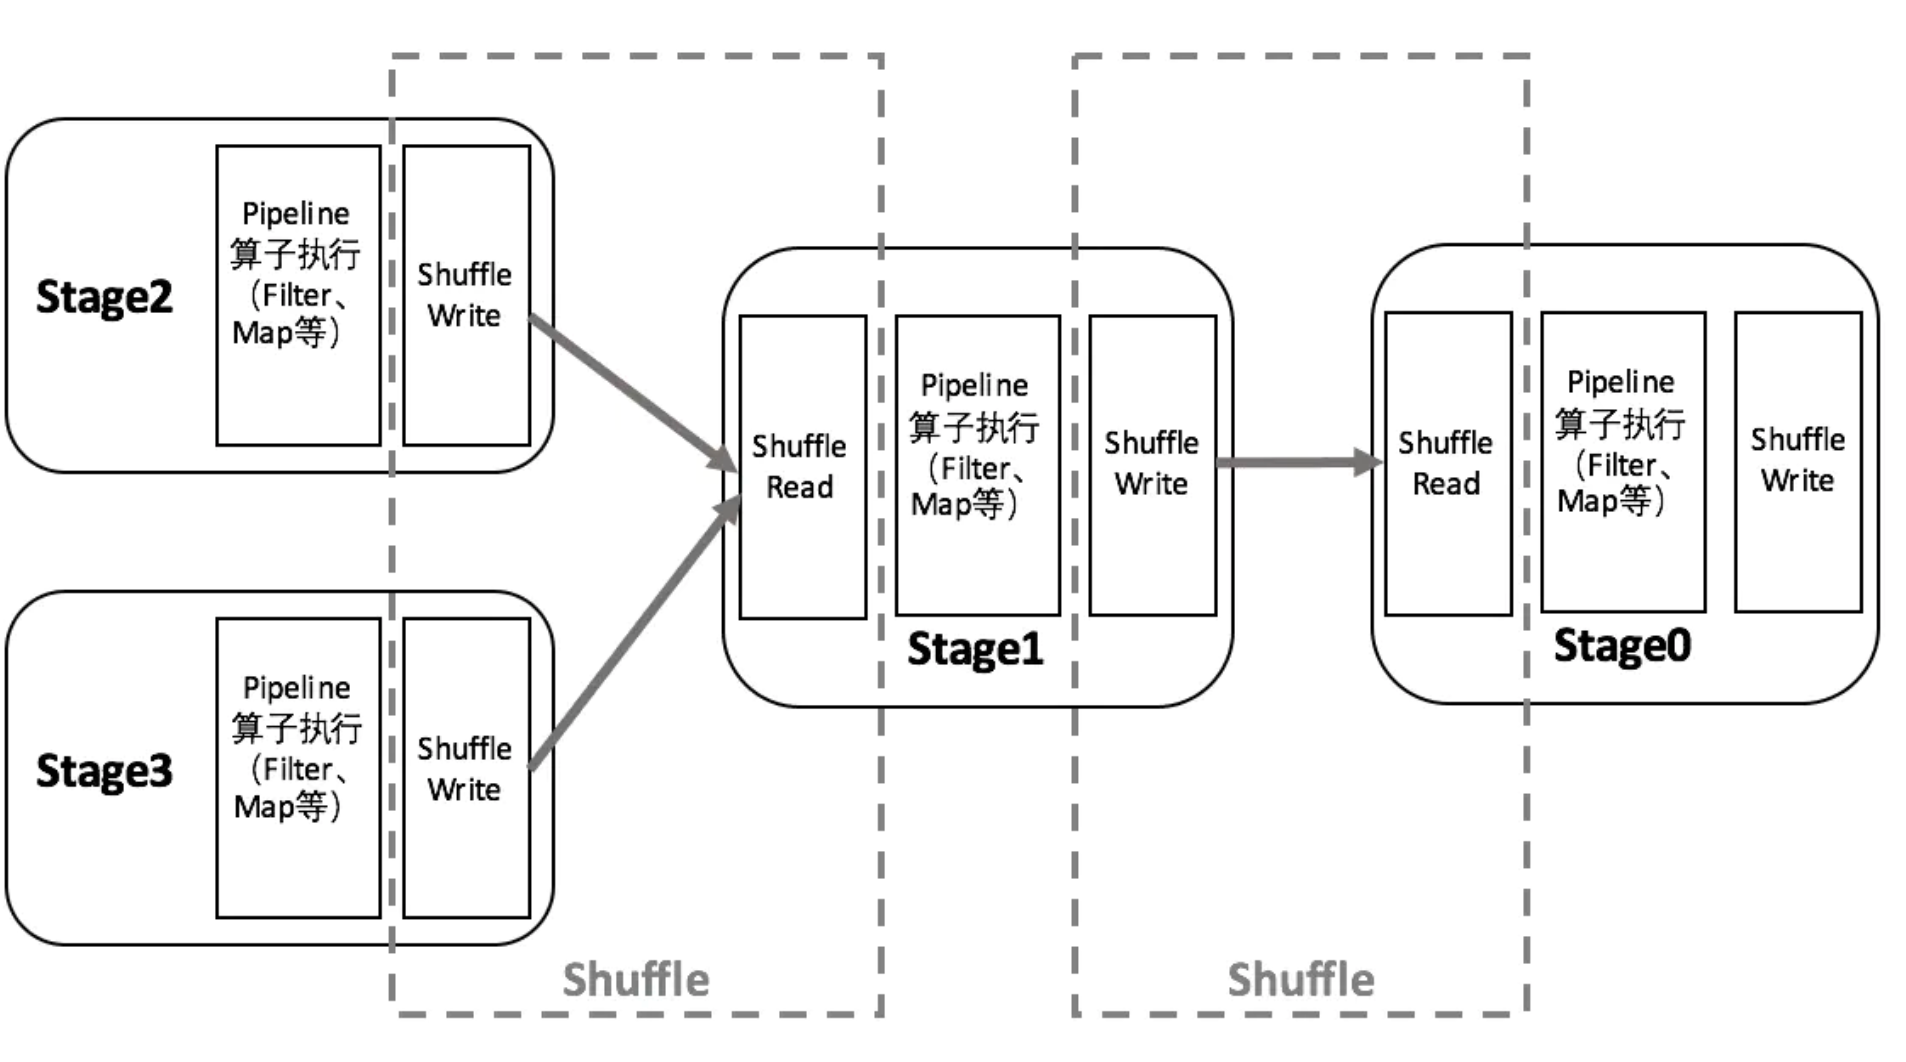 Stage2
Pipeline
算子执行
（Filter、
Map等）
Shuffle
Write
Stage3
Pipeline
算子执行
（Filter、
Map等）
Shuffle
Write
Shuffle
Read
Pipeline
算子执行
（Filter、
Map等）
Shuffle
Write
Stage1
Shuffle
Read
Pipeline
算子执行
（Filter、
Map等）
Shuffle
Write
Stage0
Shuffle
Shuffle